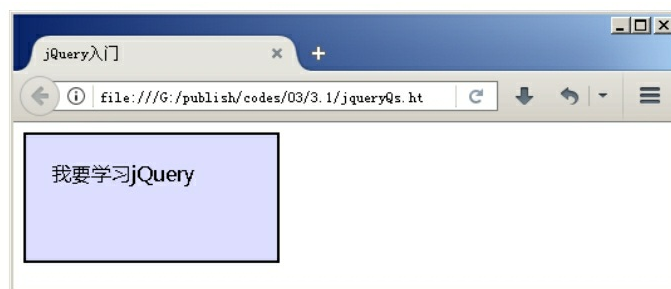 jQuery入门
file:///G:/publish/codes/03/3.1/jqueryQs.ht
我要学习jQuery